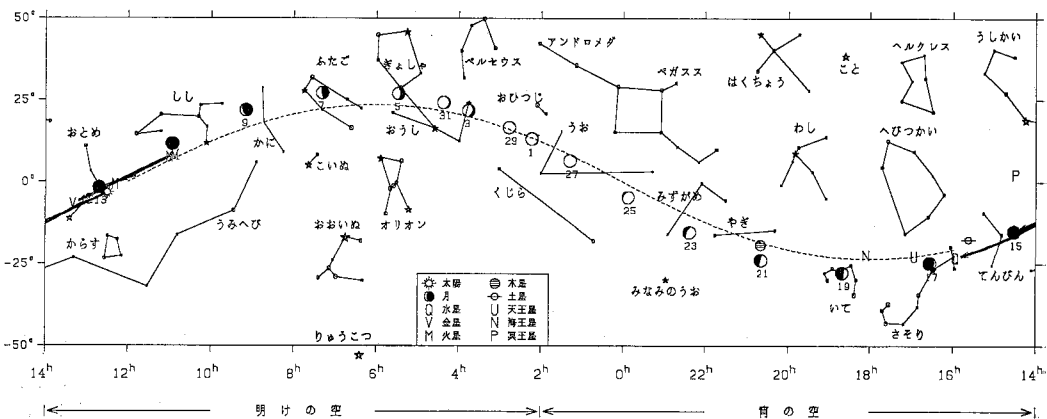 50°
25°
0°
-25°
-50°
アンドロメダ
ペガスス
はくちょう
こと
ヘルクレス
うしかい
ふたご
ぎょしゃ
ペルセウス
しし
おとめ
かに
おうし
おひつじ
うお
わし
へびつかい
こいぬ
オリオン
くじら
みずがめ
やぎ
からす
うみへび
おおいぬ
みなみのうお
いて
さそり
てんびん
りゅうこつ
9
7
5
31
3
29
1
27
25
23
21
19
17
15
13
V
M
N
U
Q
P
太陽
木星
月
土星
Q 水星
U 天王星
V 金星
N 海王星
M 火星
P 冥王星
14h 12h 10h 8h 6h 4h 2h 0h 22h 20h 18h 16h 14h
明けの空
宵の空